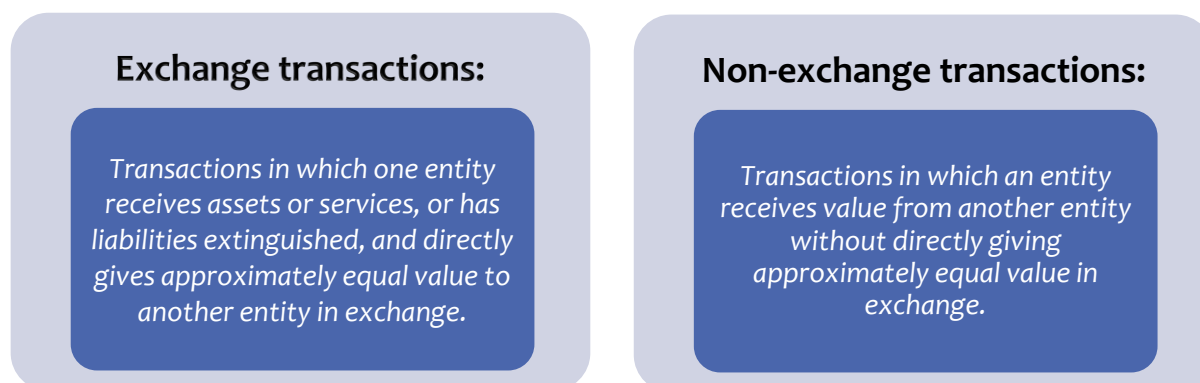 Exchange transactions:
Transactions in which one entity
receives assets or services, or has
liabilities extinguished, and directly
gives approximately equal value to
another entity in exchange.
Non-exchange transactions:
Transactions in which an entity
receives value from another entity
without directly giving
approximately equal value in
exchange.